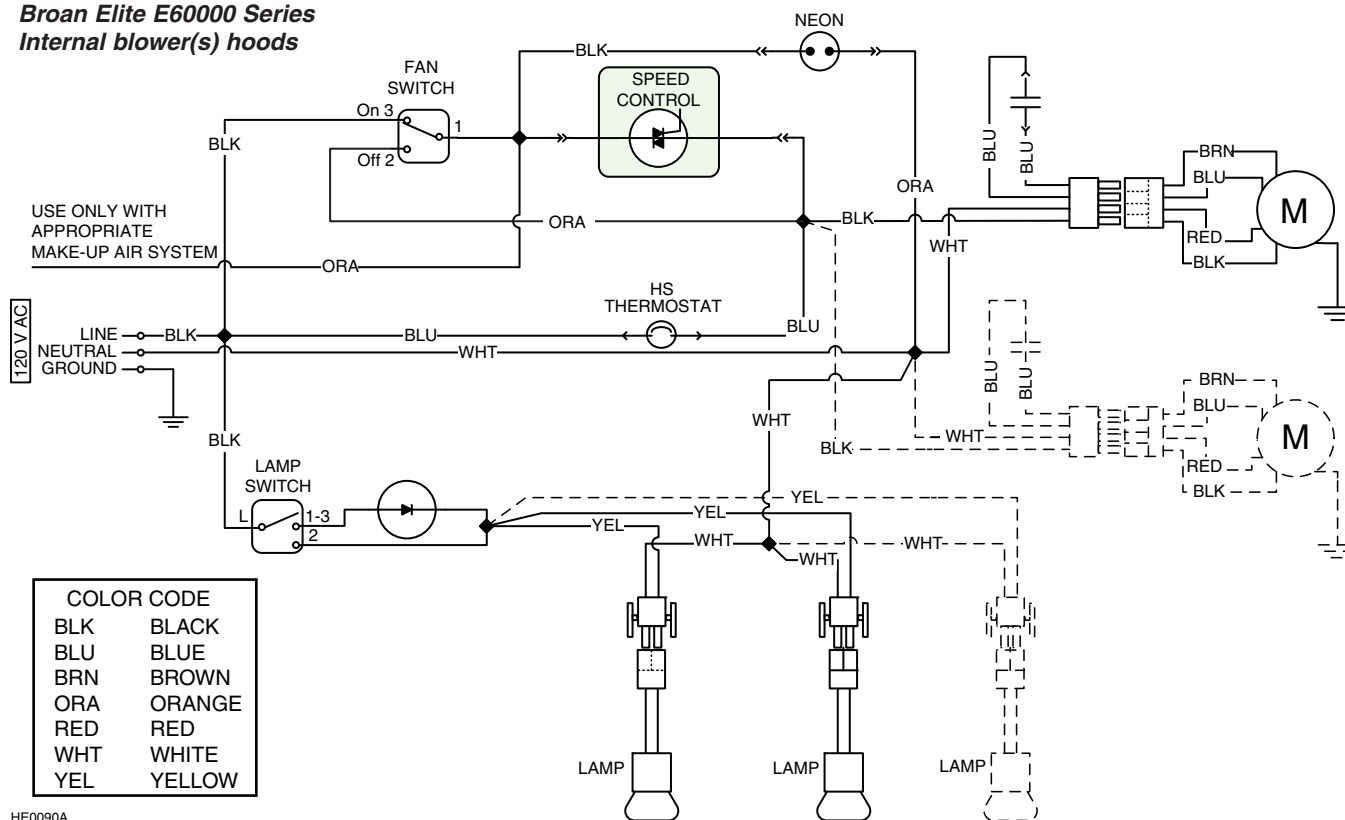 Broan Elite E60000 Series
Internal blower(s) hoods
NEON
BLK
FAN
SWITCH
SPEED
CONTROL
On 3
1
Off 2
BLK
BLU
BLU
BRN
BLU
M
RED
BLK
ORA
ORA
BLK
WHT
USE ONLY WITH
APPROPRIATE
MAKE-UP AIR SYSTEM
ORA
HS
THERMOSTAT
120 V AC
LINE
BLK
BLU
BLU
NEUTRAL
WHT
GROUND
BLU
BLU
BRN
BLU
M
RED
BLK
WHT
WHT
BLK
BLK
LAMP
SWITCH
L
1-3
2
YEL
YEL
YEL
WHT
WHT
WHT
COLOR CODE
BLK BLACK
BLU BLUE
BRN BROWN
ORA ORANGE
RED RED
WHT WHITE
YEL YELLOW
LAMP
LAMP
LAMP
HE0090A